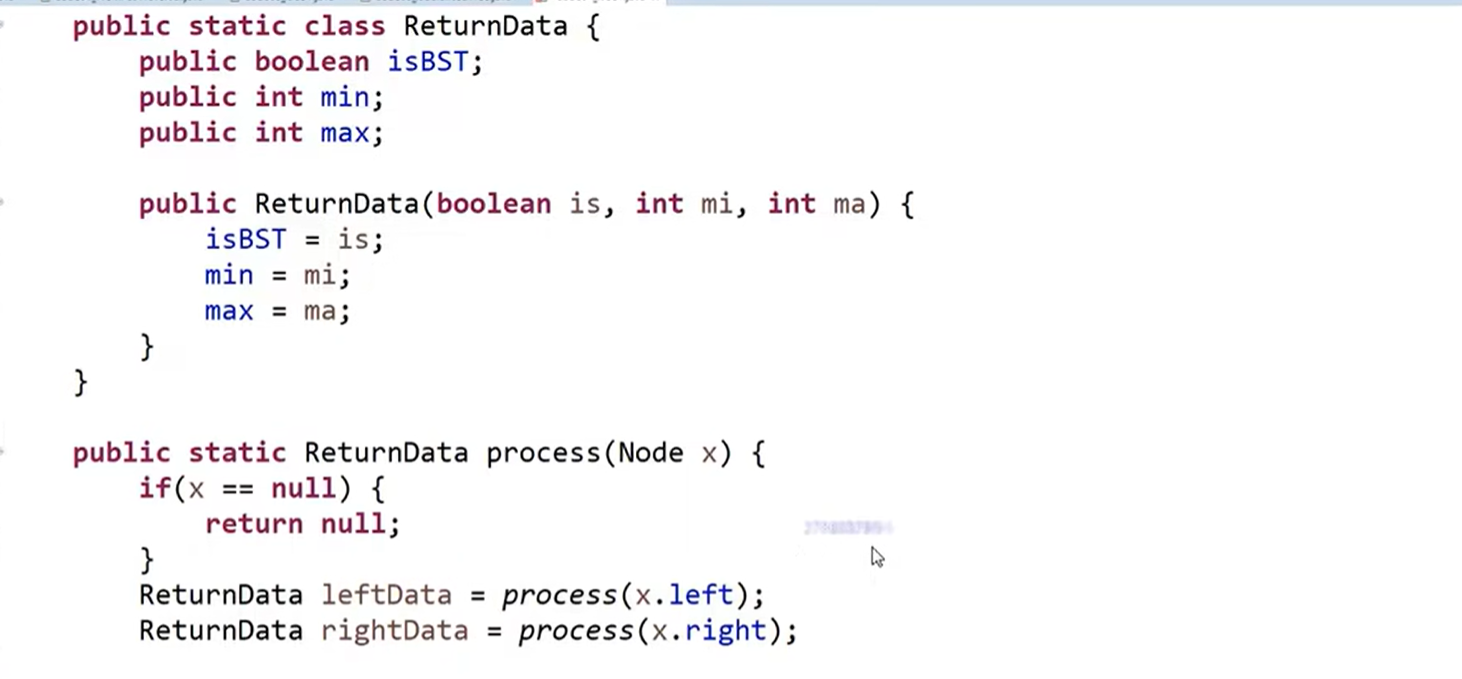 public static class ReturnData {
public boolean isBST;
public int min;
public int max;
public ReturnData(boolean is, int mi, int ma) {
isBST = is;
min = mi;
max = ma;
}
}
public static ReturnData process(Node x) {
if(x == null) {
return null;
}
ReturnData leftData = process(x.left);
ReturnData rightData = process(x.right);